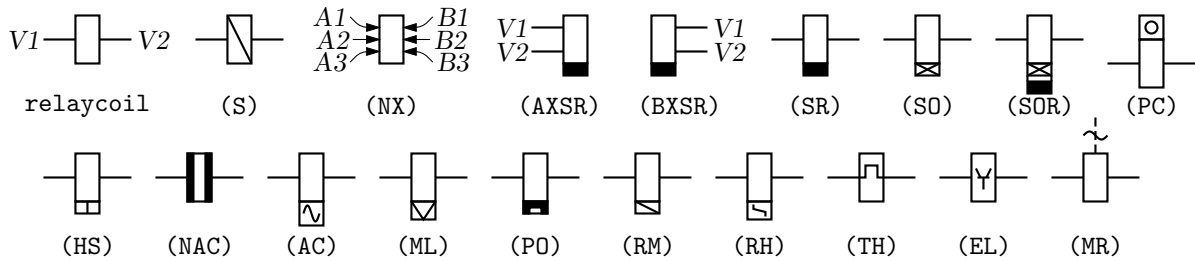 V1 V2 A1 A2 A3 B1 B2 B3 V1 V2 V1 V2
relaycoil (S) (NX) (AXSR) (BXSR) (SR) (SO) (SOR) (PC)
(HS) (NAC) (AC) (ML) (PO) (RM) (RH) (TH) (EL) (MR)